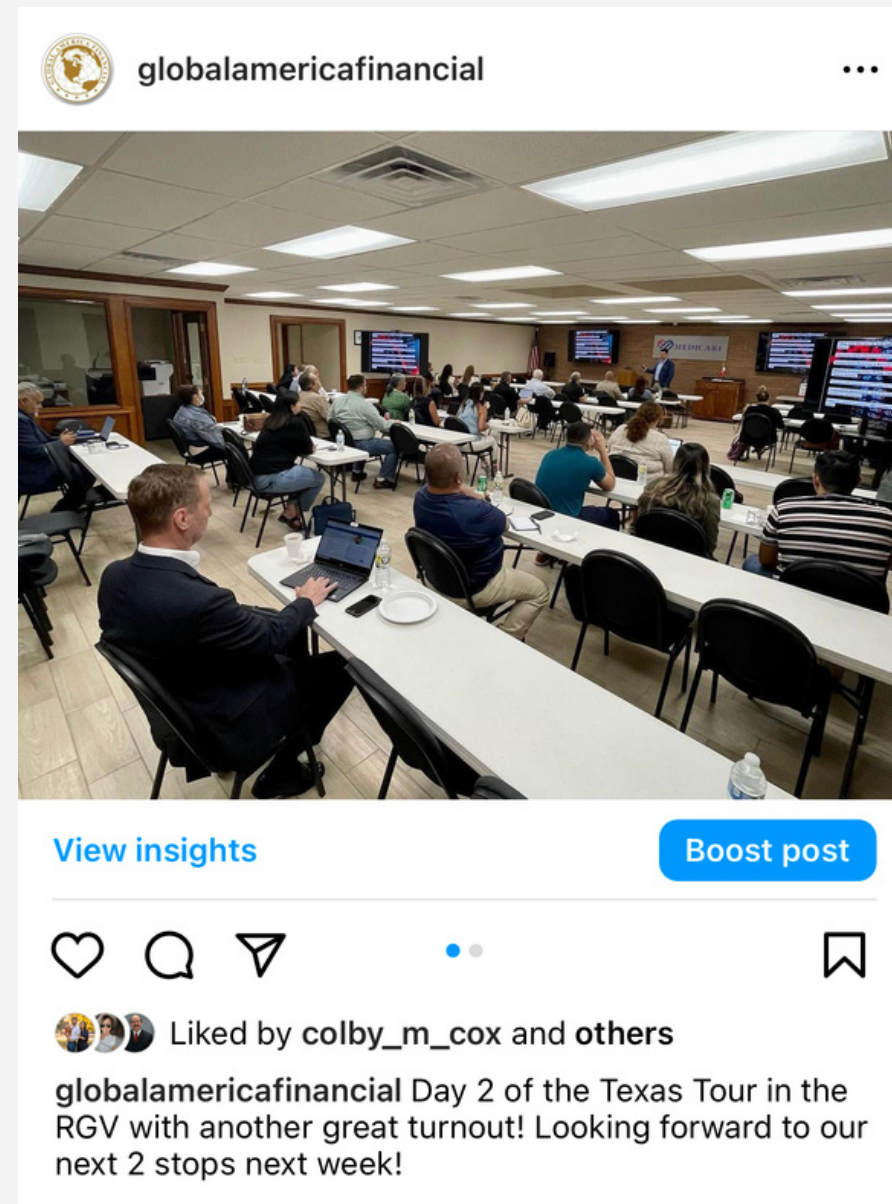 globalamericafinancial
MEDICARE
View insights
Boost post
Liked by colby_m_cox and others
globalamericafinancial Day 2 of the Texas Tour in the
RGV with another great turnout! Looking forward to our
next 2 stops next week!